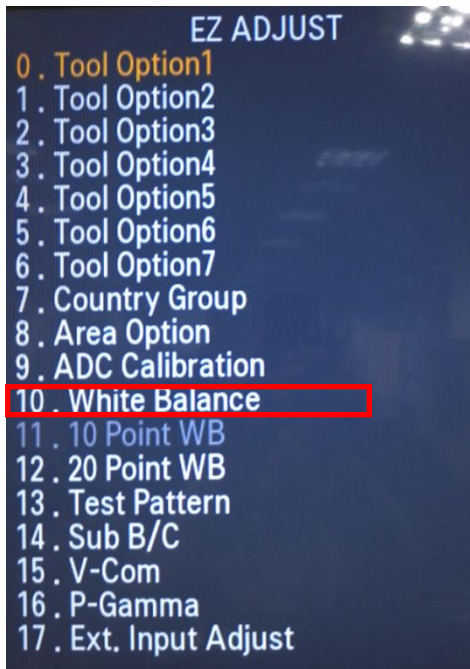 EZ ADJUST
0 . Tool Option1
1 . Tool Option2
2 . Tool Option3
3 . Tool Option4
4 . Tool Option5
5 . Tool Option6
6 . Tool Option7
7 . Country Group
8 . Area Option
9 . ADC Calibration
10 . White Balance
11 . 10 Point WB
12 . 20 Point WB
13 . Test Pattern
14 . Sub B/C
15 . V-Com
16 . P-Gamma
17 . Ext. Input Adjust